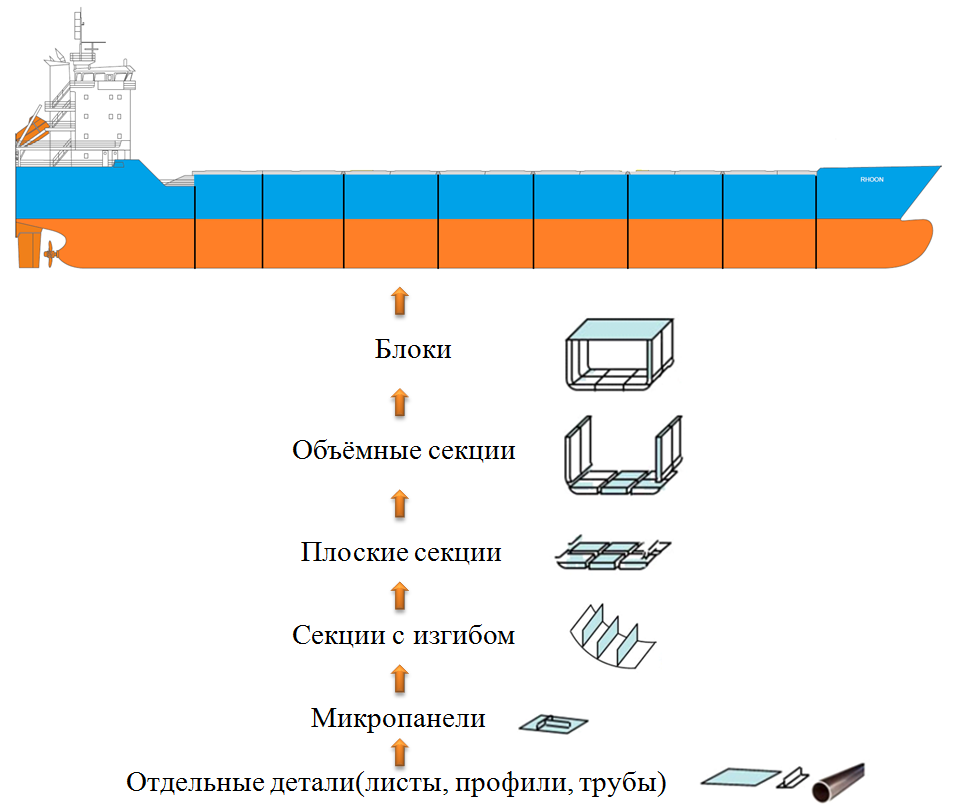 RHOON
Блоки
Объёмные секции
Плоские секции
Секции с изгибом
Микропанели
Отдельные детали(листы, профили, трубы)